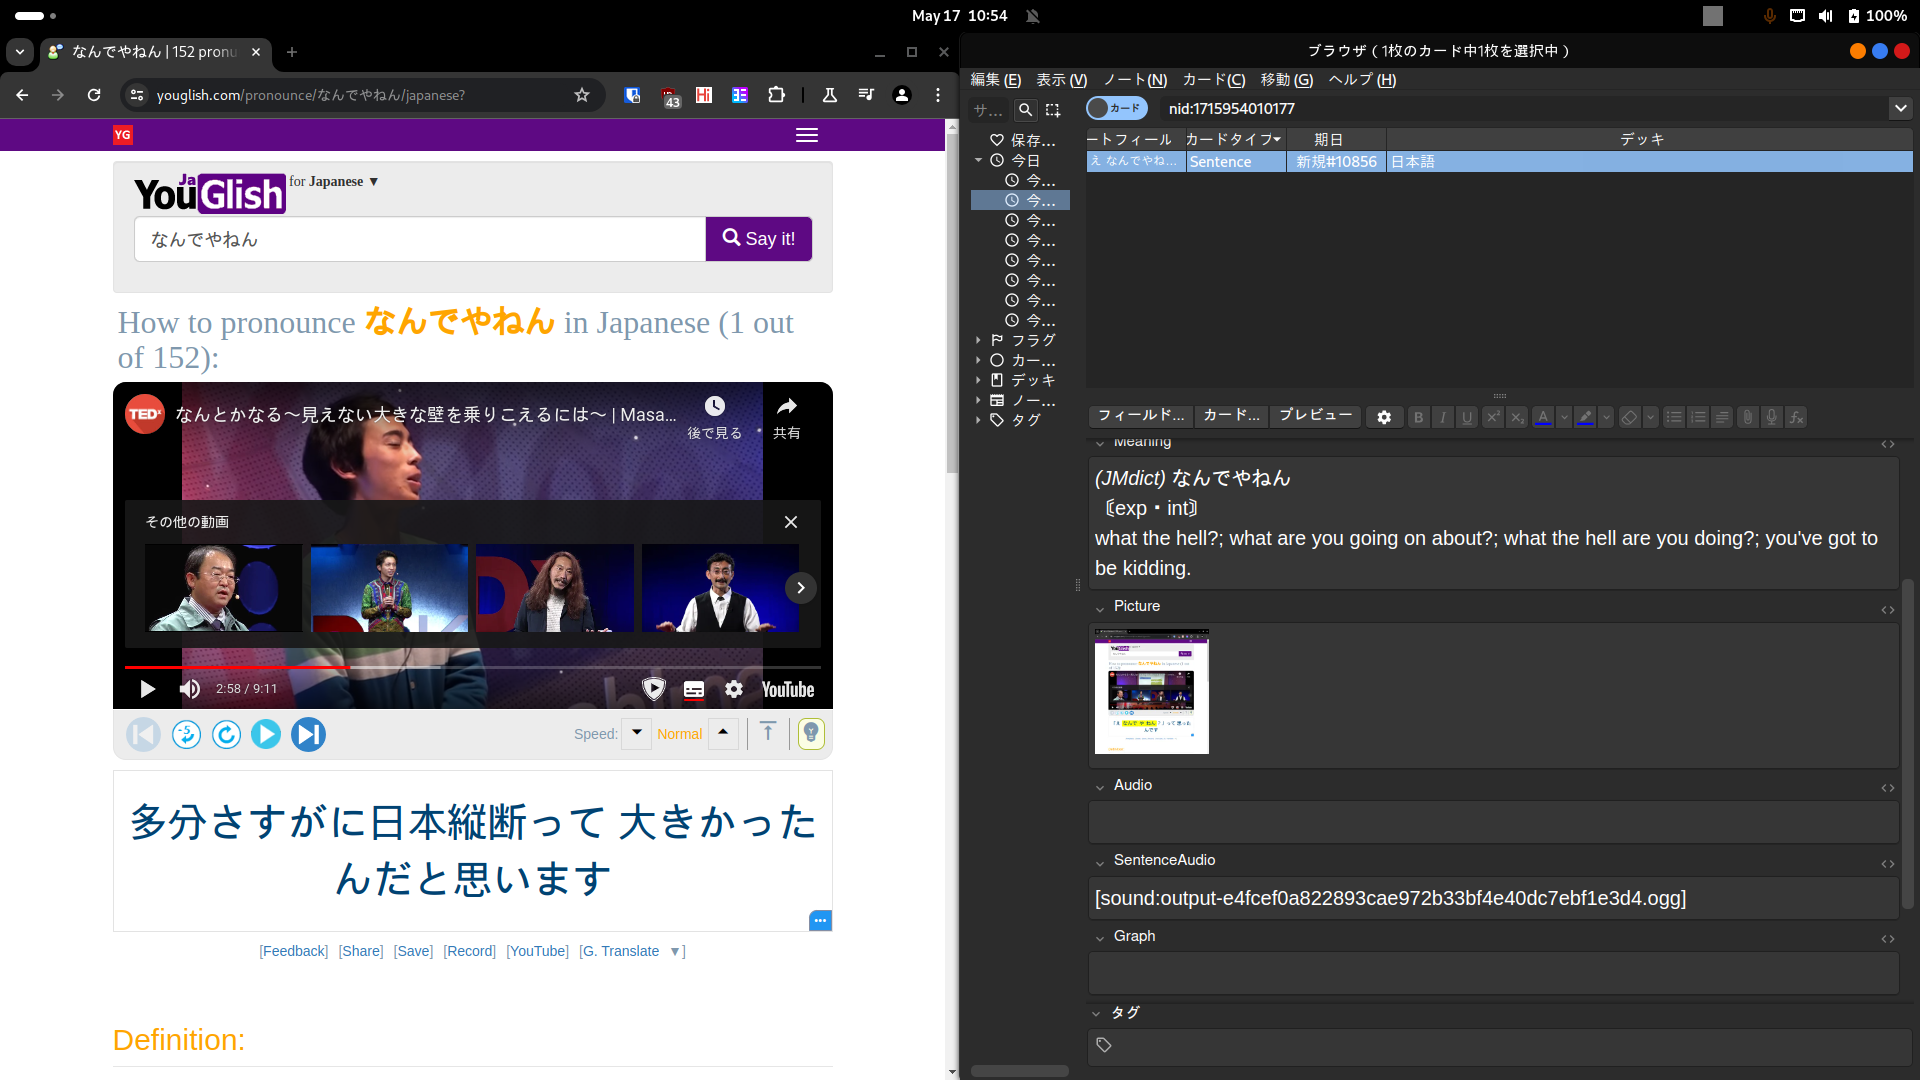 May 17 10:54
100%
なんでやねん | 152 pronu
youglish.com/pronounce/なんでやねん/japanese?
43
YG
YouGlish
Ja
for Japanese ▼
なんでやねん
Say it!
How to pronounce なんでやねん in Japanese (1 out
of 152):
TEDx
なんとかなる〜見えない大きな壁を乗りこえるには〜 | Masa...
後で見る
共有
その他の動画
2:58 / 9:11
YouTube
-5
Speed:
Normal
多分さすがに日本縦断って 大きかった
んだと思います
[Feedback] [Share] [Save] [Record] [YouTube] [G. Translate ▼]
Definition:
ブラウザ（1枚のカード中1枚を選択中）
編集 (E) 表示 (V) ノート(N) カード(C) 移動 (G) ヘルプ (H)
サ...
カード
nid:1715954010177
保存...
今日
今...
今...
今...
今...
今...
今...
今...
今...
フラグ
カー...
デッキ
ノー...
タグ
ートフィール カードタイプ 期日 デッキ
え なんでやね... Sentence 新規#10856 日本語
フィールド... カード... プレビュー
Meaning
(JMdict) なんでやねん
〘exp・int〙
what the hell?; what are you going on about?; what the hell are you doing?; you've got to
be kidding.
Picture
Audio
SentenceAudio
[sound:output-e4fcef0a822893cae972b33bf4e40dc7ebf1e3d4.ogg]
Graph
タグ